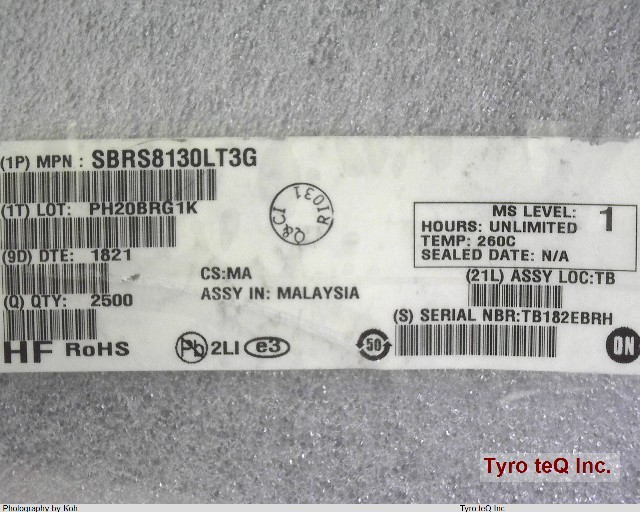 (1P) MPN : SBRS8130LT3G
(1T) LOT: PH20BRG1K
(9D) DTE: 1821
(Q) QTY: 2500
HF RoHS
Q&CI R1031
CS:MA
ASSY IN: MALAYSIA
Pb 2LI e3
50
MS LEVEL: 1
HOURS: UNLIMITED
TEMP: 260C
SEALED DATE: N/A
(21L) ASSY LOC:TB
(S) SERIAL NBR:TB182EBRH
ON
Tyro teQ Inc.
Photography by Koh
Tyro teQ Inc